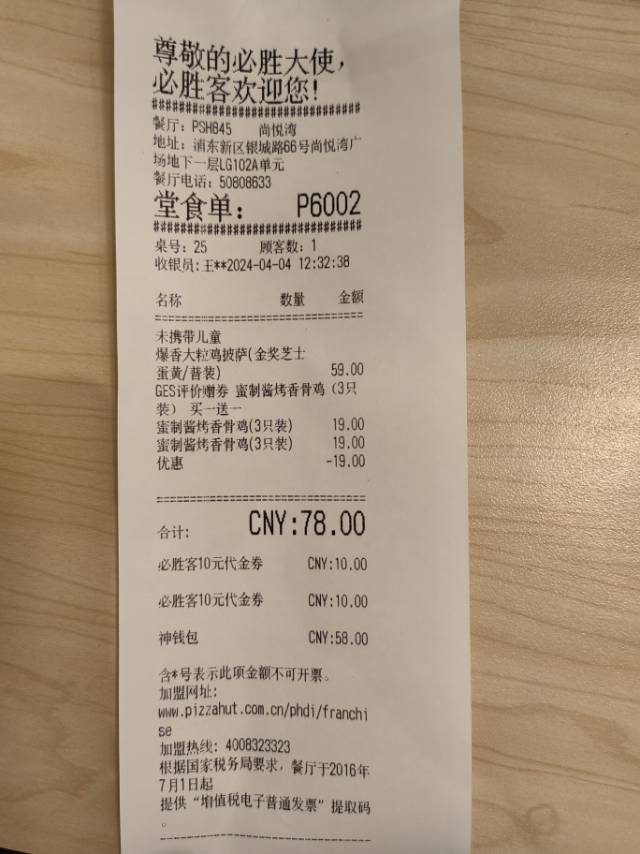 尊敬的必胜大使，
必胜客欢迎您!
######################################
餐厅：PSH845 尚悦湾
地址：浦东新区银城路66号尚悦湾广
场地下一层LG102A单元
餐厅电话：50808633
堂食单： P6002
######################################
桌号：25 顾客数：1
收银员:王**2024-04-04 12:32:38
名称 数量 金额
======================================
未携带儿童
爆香大粒鸡披萨(金奖芝士
蛋黄/普装) 59.00
GES评价赠券 蜜制酱烤香骨鸡（3只
装） 买一送一
蜜制酱烤香骨鸡(3只装) 19.00
蜜制酱烤香骨鸡(3只装) 19.00
优惠 -19.00
======================================
合计: CNY:78.00
必胜客10元代金券 CNY:10.00
必胜客10元代金券 CNY:10.00
神钱包 CNY:58.00
含*号表示此项金额不可开票。
加盟网址:
www.pizzahut.com.cn/phdi/franchi
se
加盟热线: 4008323323
根据国家税务局要求，餐厅于2016年
7月1日起
提供“增值税电子普通发票”提取码
。
--------------------------------------